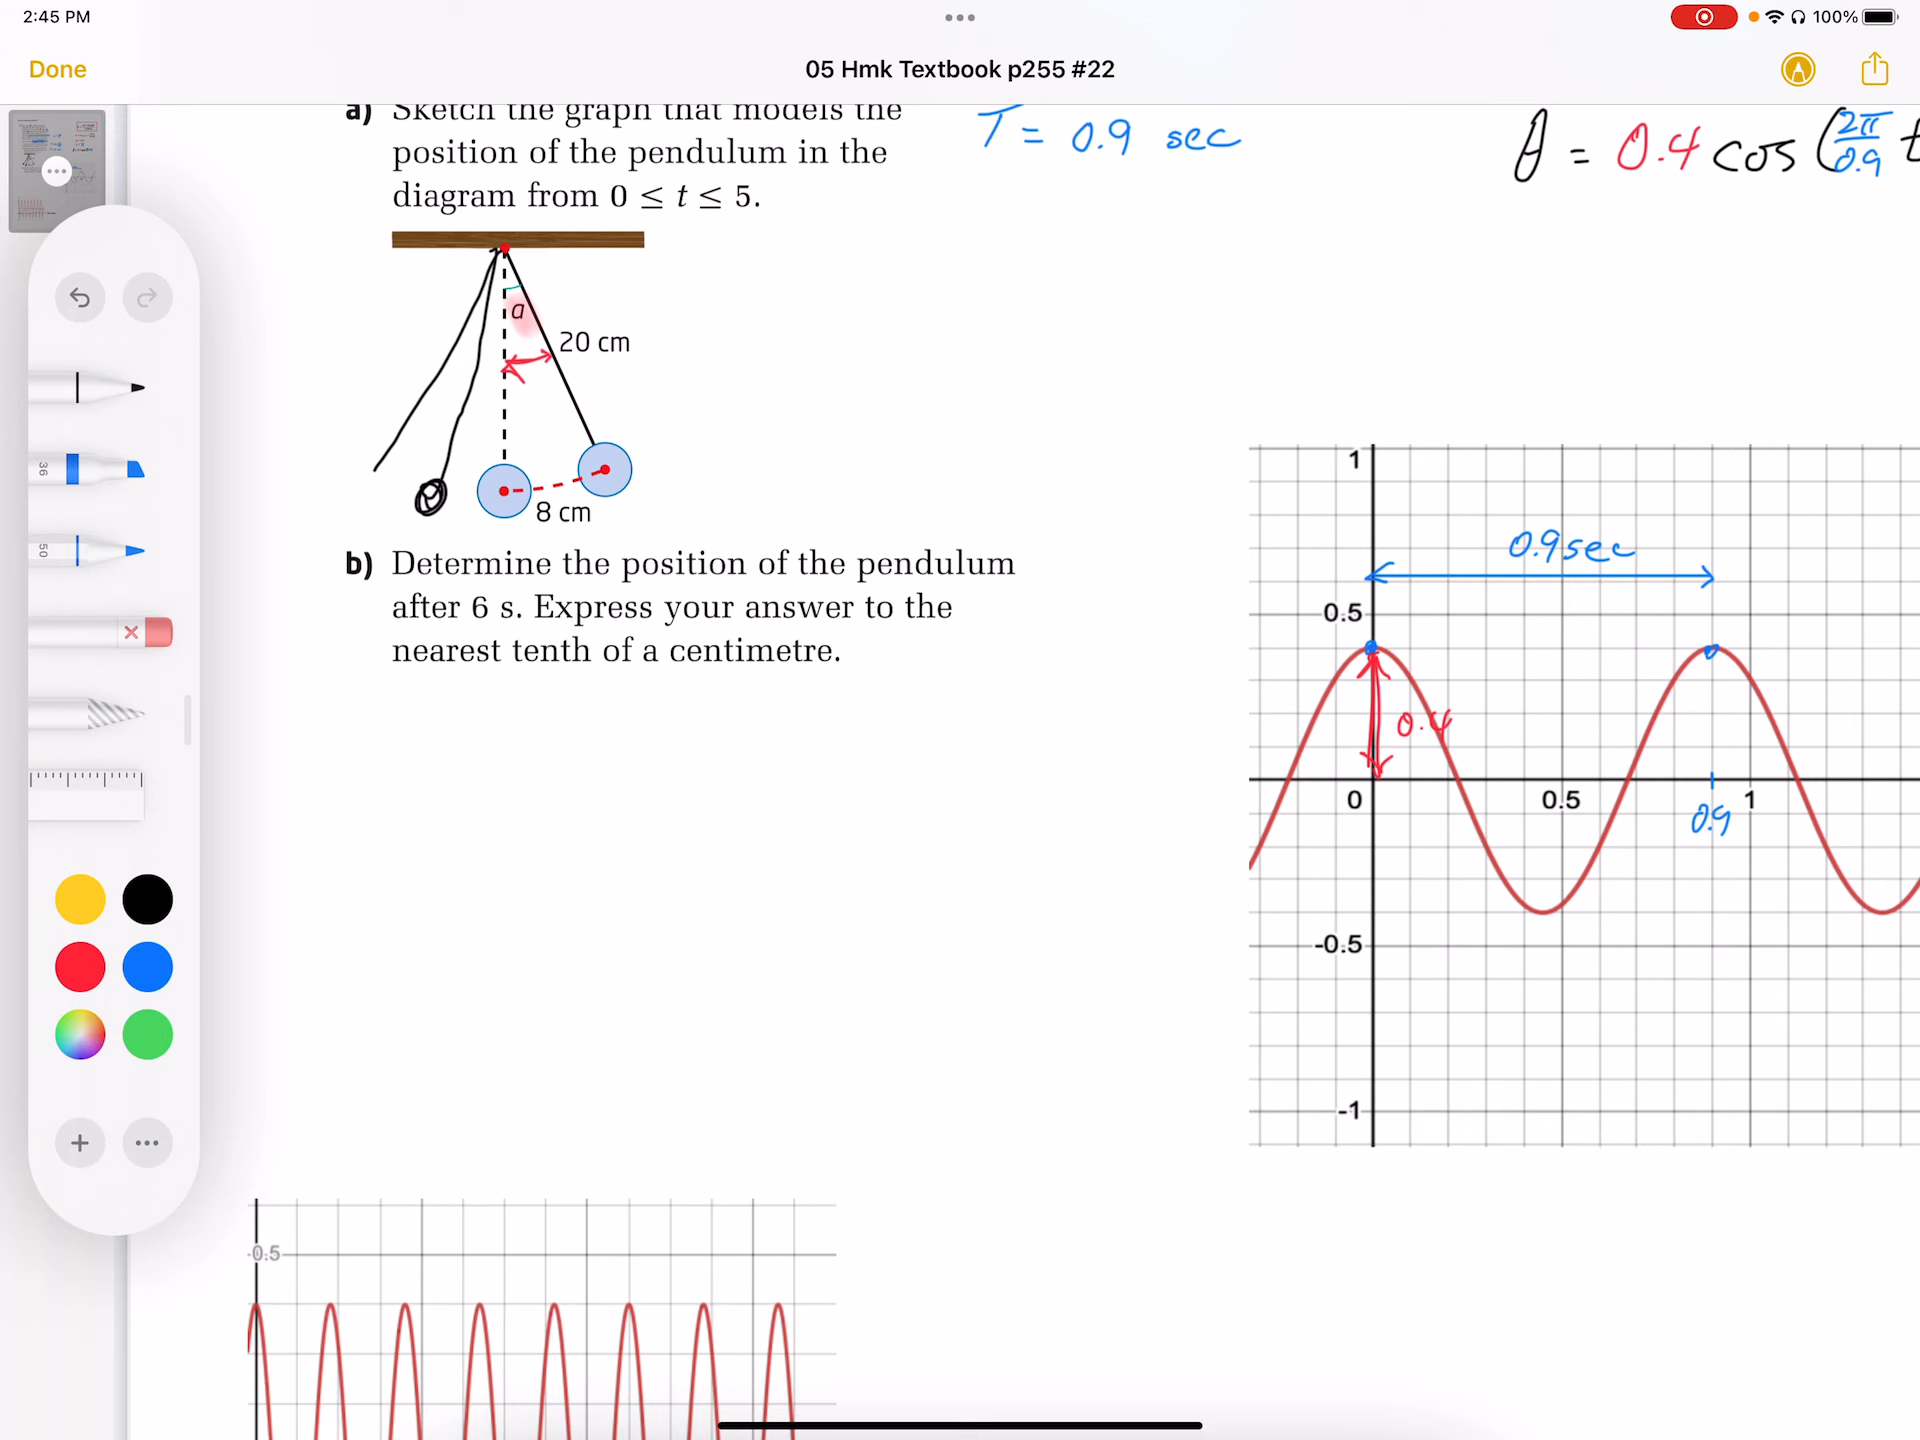 2:45 PM
100%
Done
05 Hmk Textbook p255 #22
a) Sketch the graph that models the
position of the pendulum in the
diagram from 0 ≤ t ≤ 5.
T = 0.9 sec
θ = 0.4 cos (2π/0.9 t
a
20 cm
8 cm
b) Determine the position of the pendulum
after 6 s. Express your answer to the
nearest tenth of a centimetre.
36
50
1
0.9sec
0.5
0.4
0
0.5
1
0.9
-0.5
-1
0.5